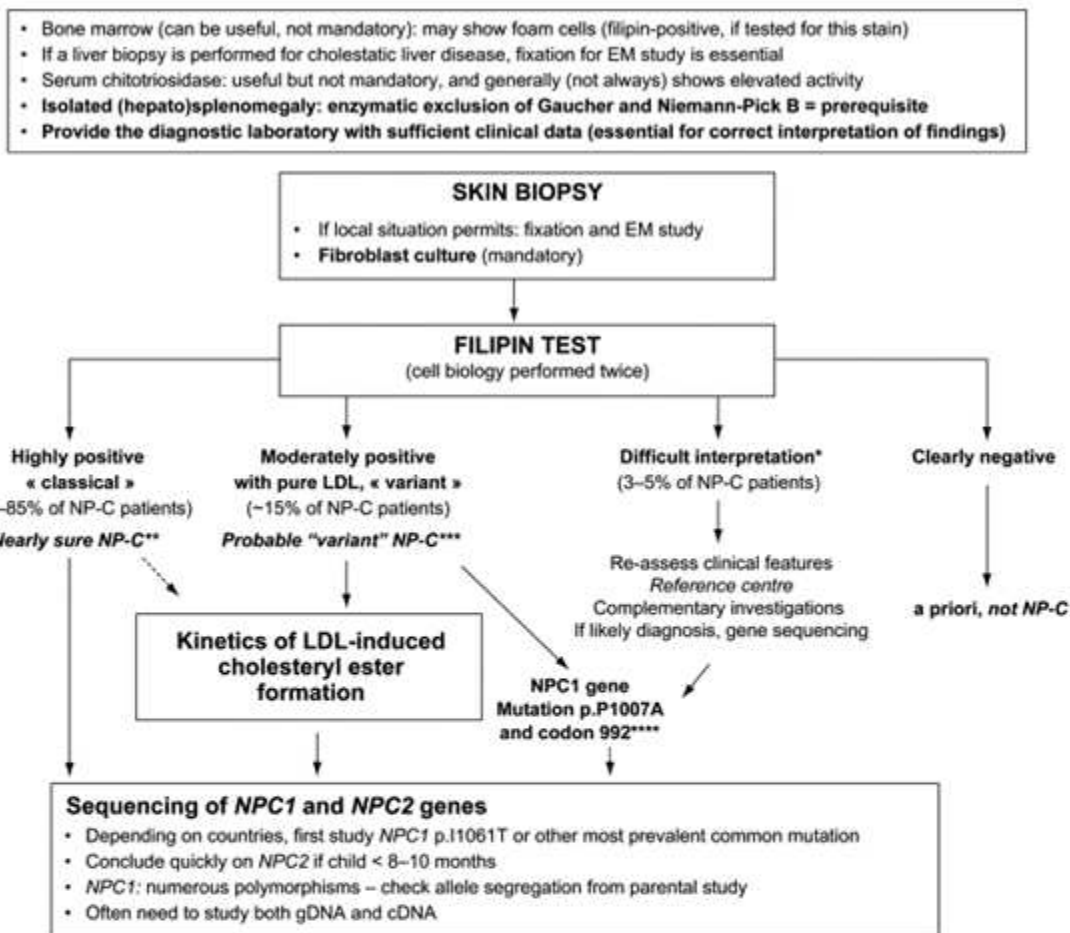 • Bone marrow (can be useful, not mandatory): may show foam cells (filipin-positive, if tested for this stain)
• If a liver biopsy is performed for cholestatic liver disease, fixation for EM study is essential
• Serum chitotriosidase: useful but not mandatory, and generally (not always) shows elevated activity
• Isolated (hepato)splenomegaly: enzymatic exclusion of Gaucher and Niemann-Pick B = prerequisite
• Provide the diagnostic laboratory with sufficient clinical data (essential for correct interpretation of findings)
SKIN BIOPSY
• If local situation permits: fixation and EM study
• Fibroblast culture (mandatory)
FILIPIN TEST
(cell biology performed twice)
Highly positive
« classical »
–85% of NP-C patients)
early sure NP-C**
Moderately positive
with pure LDL, « variant »
(~15% of NP-C patients)
Probable “variant” NP-C***
Difficult interpretation*
(3–5% of NP-C patients)
Clearly negative
Re-assess clinical features
Reference centre
Complementary investigations
If likely diagnosis, gene sequencing
a priori, not NP-C
Kinetics of LDL-induced
cholesteryl ester
formation
NPC1 gene
Mutation p.P1007A
and codon 992****
Sequencing of NPC1 and NPC2 genes
• Depending on countries, first study NPC1 p.I1061T or other most prevalent common mutation
• Conclude quickly on NPC2 if child < 8–10 months
• NPC1: numerous polymorphisms – check allele segregation from parental study
• Often need to study both gDNA and cDNA